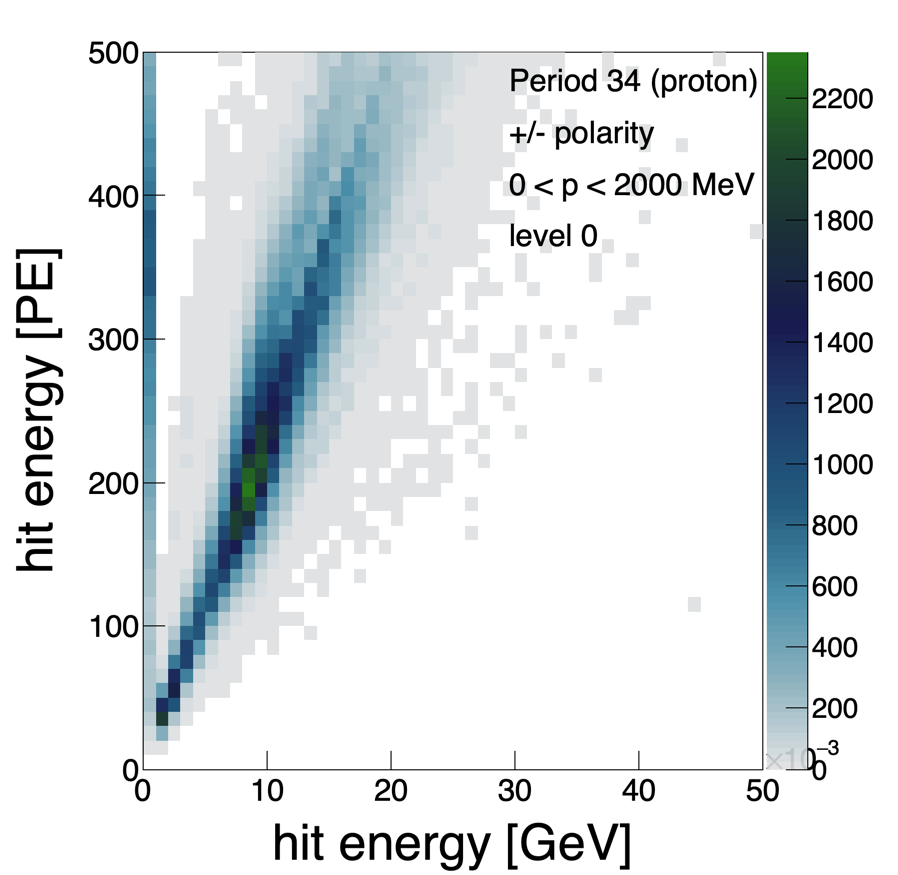 500
400
300
200
100
0
hit energy [PE]
Period 34 (proton)
+/- polarity
0 < p < 2000 MeV
level 0
2200
2000
1800
1600
1400
1200
1000
800
600
400
200
0
×10⁻³
0 10 20 30 40 50
hit energy [GeV]